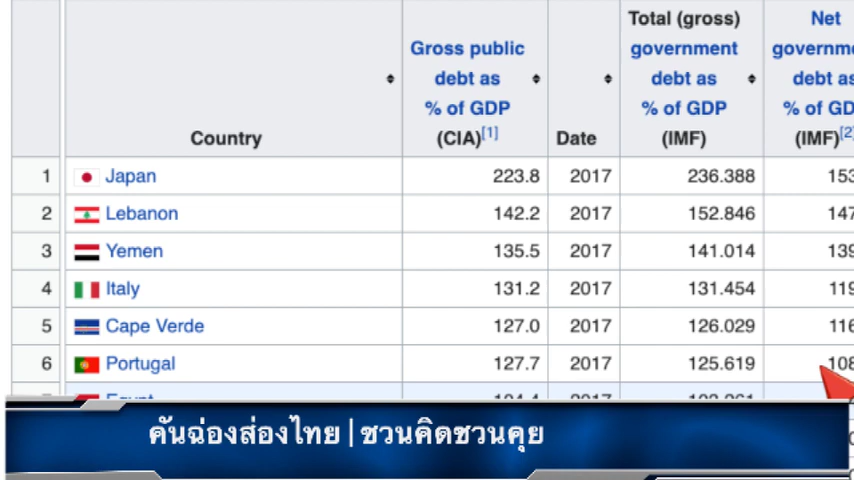 Total (gross) Net
Gross public government
debt as debt as
% of GDP % of GDP
Country (CIA)[1] Date (IMF) (IMF)[2]
1 Japan 223.8 2017 236.388
2 Lebanon 142.2 2017 152.846
3 Yemen 135.5 2017 141.014
4 Italy 131.2 2017 131.454
5 Cape Verde 127.0 2017 126.029
6 Portugal 127.7 2017 125.619
คันฉ่องส่องไทย | ชวนคิดชวนคุย